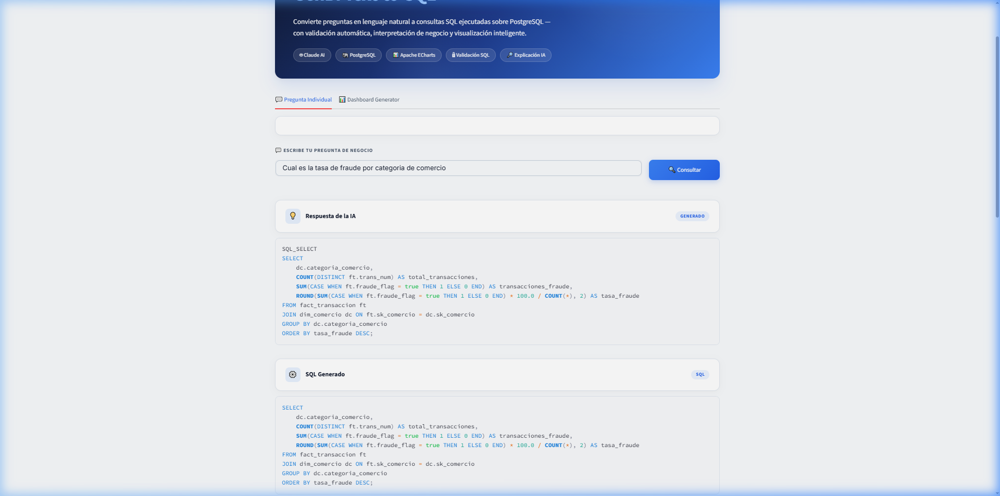 Convierte preguntas en lenguaje natural a consultas SQL ejecutadas sobre PostgreSQL —
con validación automática, interpretación de negocio y visualización inteligente.
Claude AI
PostgreSQL
Apache ECharts
Validación SQL
Explicación IA
Pregunta Individual
Dashboard Generator
ESCRIBE TU PREGUNTA DE NEGOCIO
Cual es la tasa de fraude por categoria de comercio
Consultar
Respuesta de la IA
GENERADO
SQL_SELECT
SELECT
    dc.categoria_comercio,
    COUNT(DISTINCT ft.trans_num) AS total_transacciones,
    SUM(CASE WHEN ft.fraude_flag = true THEN 1 ELSE 0 END) AS transacciones_fraude,
    ROUND(SUM(CASE WHEN ft.fraude_flag = true THEN 1 ELSE 0 END) * 100.0 / COUNT(*), 2) AS tasa_fraude
FROM fact_transaccion ft
JOIN dim_comercio dc ON ft.sk_comercio = dc.sk_comercio
GROUP BY dc.categoria_comercio
ORDER BY tasa_fraude DESC;
SQL Generado
SQL
SELECT
    dc.categoria_comercio,
    COUNT(DISTINCT ft.trans_num) AS total_transacciones,
    SUM(CASE WHEN ft.fraude_flag = true THEN 1 ELSE 0 END) AS transacciones_fraude,
    ROUND(SUM(CASE WHEN ft.fraude_flag = true THEN 1 ELSE 0 END) * 100.0 / COUNT(*), 2) AS tasa_fraude
FROM fact_transaccion ft
JOIN dim_comercio dc ON ft.sk_comercio = dc.sk_comercio
GROUP BY dc.categoria_comercio
ORDER BY tasa_fraude DESC;